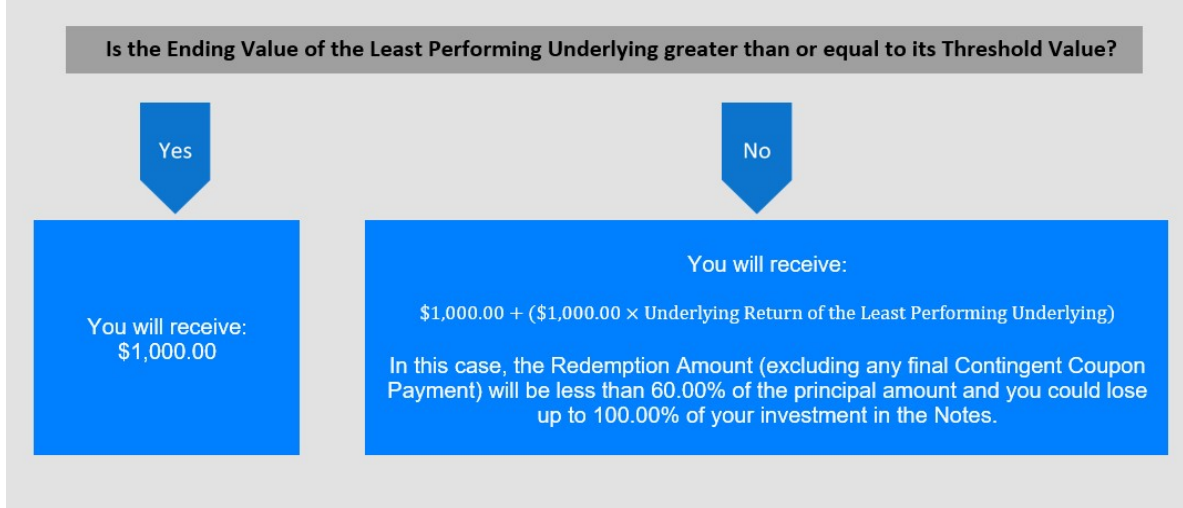 Is the Ending Value of the Least Performing Underlying greater than or equal to its Threshold Value?
Yes
No
You will receive:
$1,000.00
You will receive:
$1,000.00 + ($1,000.00 × Underlying Return of the Least Performing Underlying)
In this case, the Redemption Amount (excluding any final Contingent Coupon
Payment) will be less than 60.00% of the principal amount and you could lose
up to 100.00% of your investment in the Notes.